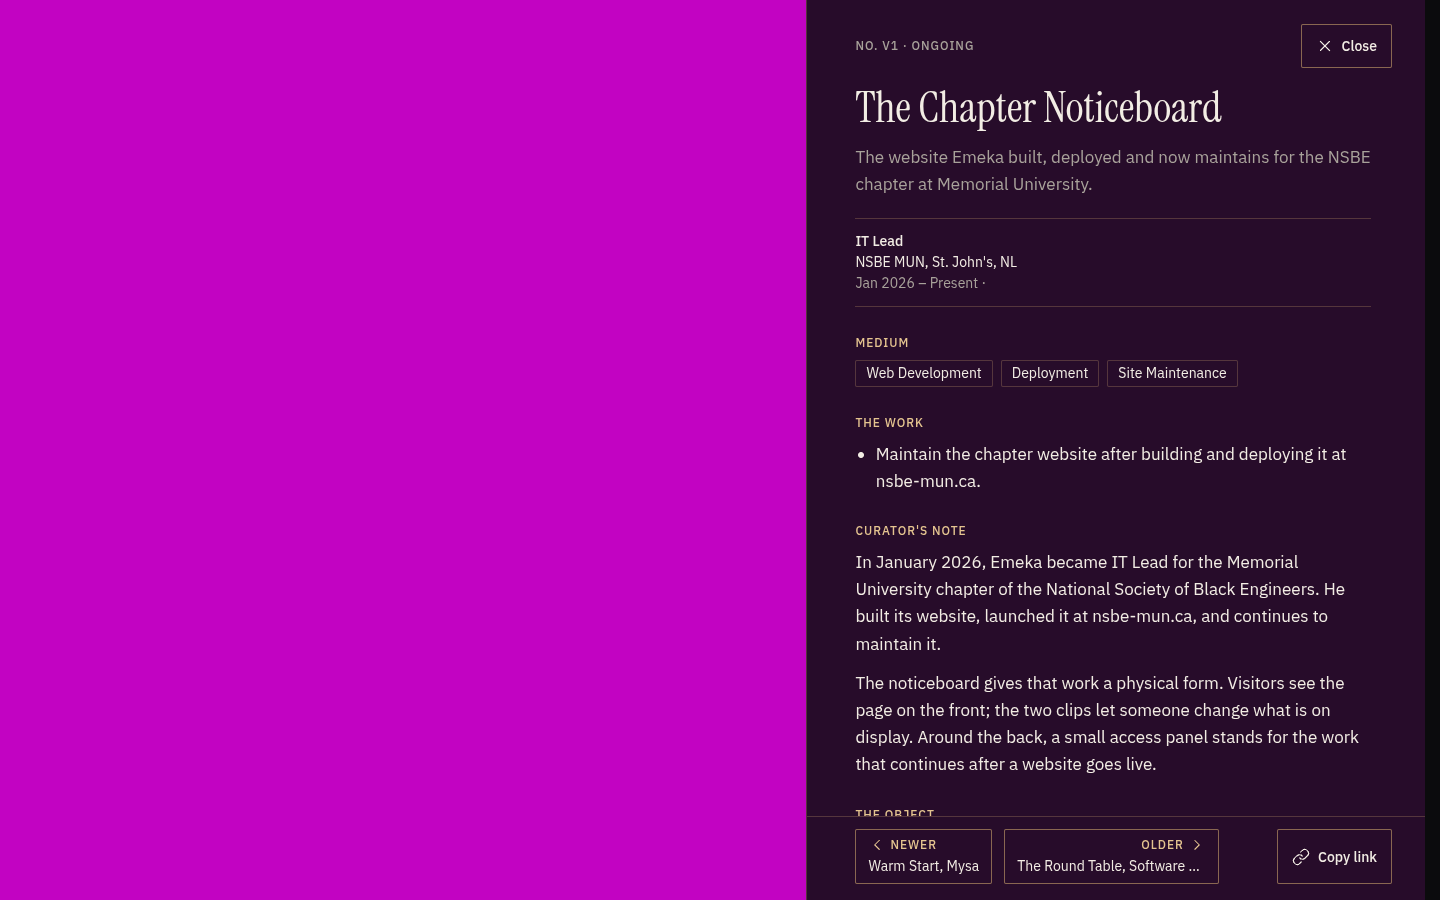 NO. V1 · ONGOING
Close
The Chapter Noticeboard
The website Emeka built, deployed and now maintains for the NSBE
chapter at Memorial University.
IT Lead
NSBE MUN, St. John's, NL
Jan 2026 – Present ·
MEDIUM
Web Development
Deployment
Site Maintenance
THE WORK
• Maintain the chapter website after building and deploying it at
nsbe-mun.ca.
CURATOR'S NOTE
In January 2026, Emeka became IT Lead for the Memorial
University chapter of the National Society of Black Engineers. He
built its website, launched it at nsbe-mun.ca, and continues to
maintain it.
The noticeboard gives that work a physical form. Visitors see the
page on the front; the two clips let someone change what is on
display. Around the back, a small access panel stands for the work
that continues after a website goes live.
THE OBJECT
NEWER
Warm Start, Mysa
OLDER
The Round Table, Software ...
Copy link